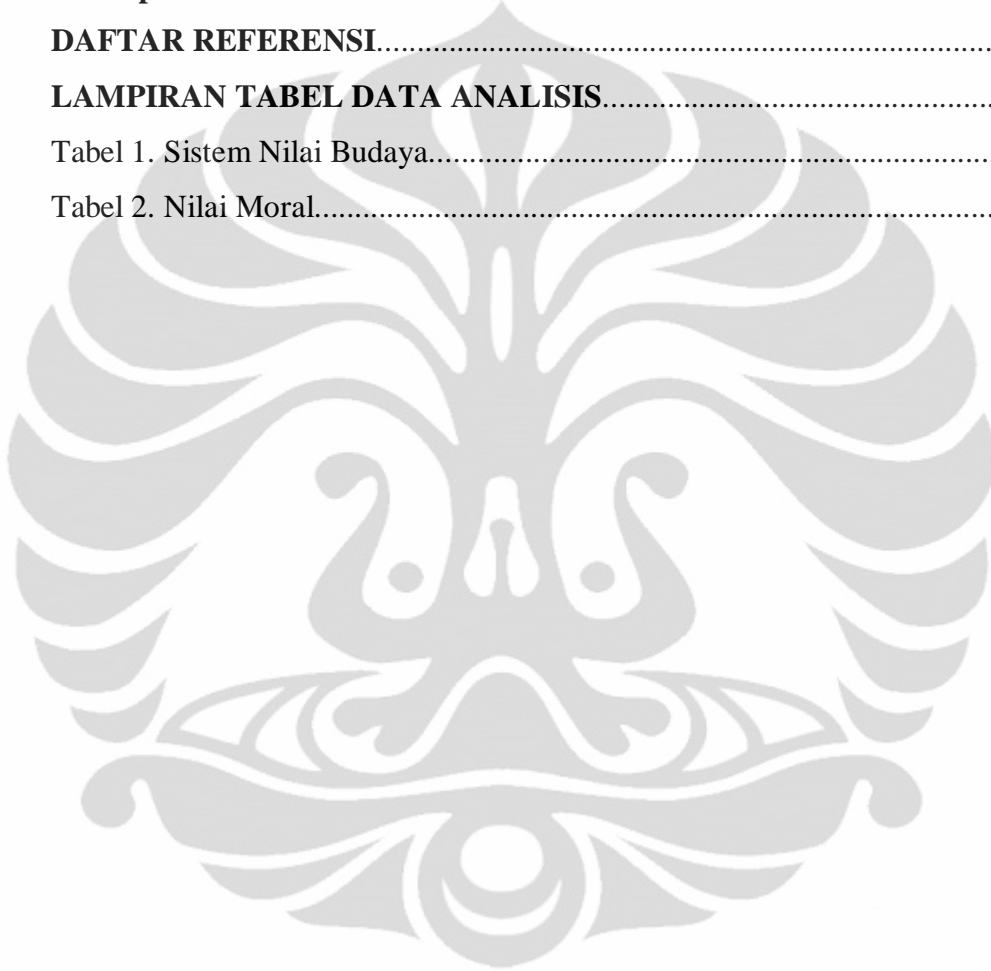 DAFTAR REFERENSI...........................................................................
LAMPIRAN TABEL DATA ANALISIS...............................................
Tabel 1. Sistem Nilai Budaya.....................................................................
Tabel 2. Nilai Moral...................................................................................